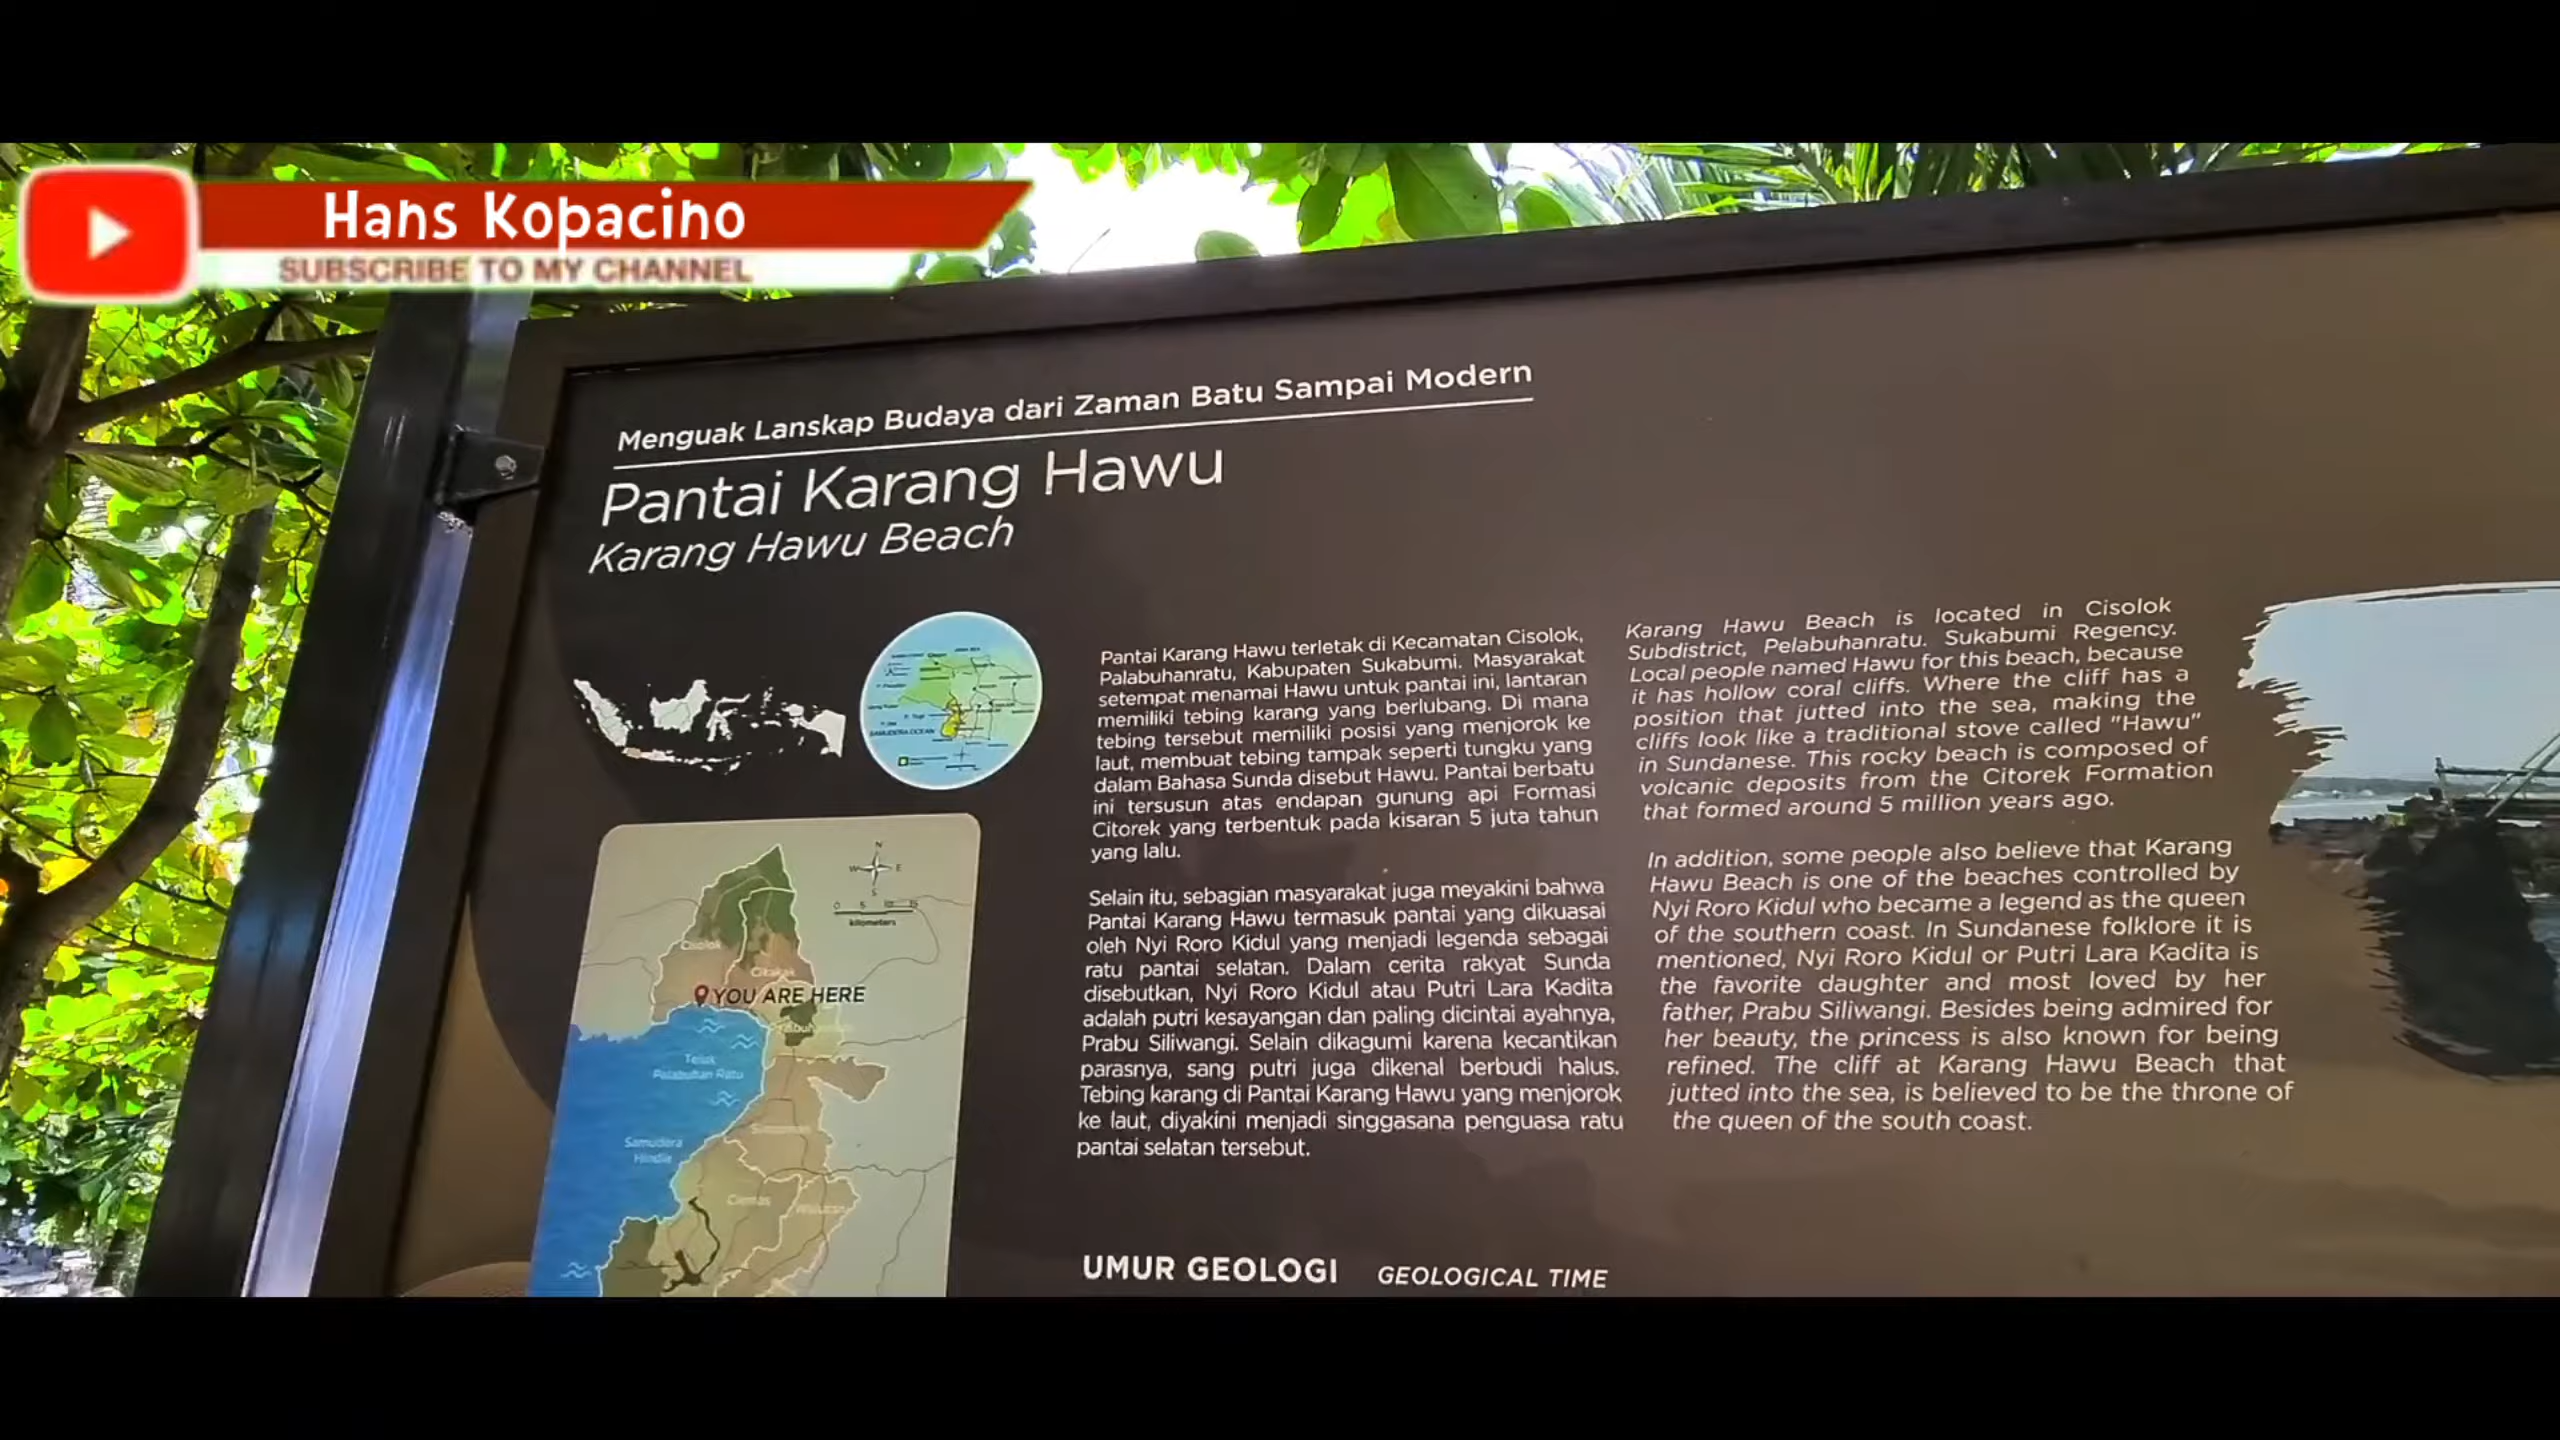 Hans Kopacino
SUBSCRIBE TO MY CHANNEL
Menguak Lanskap Budaya dari Zaman Batu Sampai Modern
Pantai Karang Hawu
Karang Hawu Beach
Pantai Karang Hawu terletak di Kecamatan Cisolok,
Palabuhanratu, Kabupaten Sukabumi. Masyarakat
setempat menamai Hawu untuk pantai ini, lantaran
memiliki tebing karang yang berlubang. Di mana
tebing tersebut memiliki posisi yang menjorok ke
laut, membuat tebing tampak seperti tungku yang
dalam Bahasa Sunda disebut Hawu. Pantai berbatu
ini tersusun atas endapan gunung api Formasi
Citorek yang terbentuk pada kisaran 5 juta tahun
yang lalu.
Selain itu, sebagian masyarakat juga meyakini bahwa
Pantai Karang Hawu termasuk pantai yang dikuasai
oleh Nyi Roro Kidul yang menjadi legenda sebagai
ratu pantai selatan. Dalam cerita rakyat Sunda
disebutkan, Nyi Roro Kidul atau Putri Lara Kadita
adalah putri kesayangan dan paling dicintai ayahnya,
Prabu Siliwangi. Selain dikagumi karena kecantikan
parasnya, sang putri juga dikenal berbudi halus.
Tebing karang di Pantai Karang Hawu yang menjorok
ke laut, diyakini menjadi singgasana penguasa ratu
pantai selatan tersebut.
Karang Hawu Beach is located in Cisolok
Subdistrict, Pelabuhanratu. Sukabumi Regency.
Local people named Hawu for this beach, because
it has hollow coral cliffs. Where the cliff has a
position that jutted into the sea, making the
cliffs look like a traditional stove called "Hawu"
in Sundanese. This rocky beach is composed of
volcanic deposits from the Citorek Formation
that formed around 5 million years ago.
In addition, some people also believe that Karang
Hawu Beach is one of the beaches controlled by
Nyi Roro Kidul who became a legend as the queen
of the southern coast. In Sundanese folklore it is
mentioned, Nyi Roro Kidul or Putri Lara Kadita is
the favorite daughter and most loved by her
father, Prabu Siliwangi. Besides being admired for
her beauty, the princess is also known for being
refined. The cliff at Karang Hawu Beach that
jutted into the sea, is believed to be the throne of
the queen of the south coast.
N
W E
S
0 5 10 15
kilometers
Cisolok
Cikakak
YOU ARE HERE
Teluk
Palabuhan Ratu
Samudera
Hindia
Simpenan
Ciemas
UMUR GEOLOGI GEOLOGICAL TIME